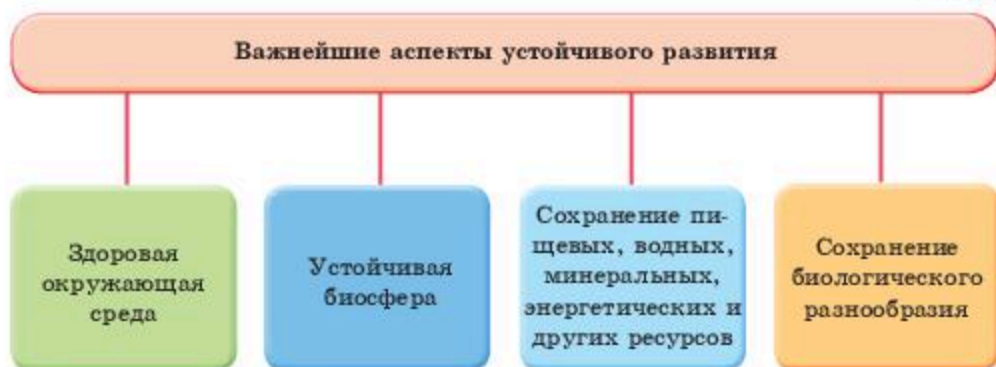 Важнейшие аспекты устойчивого развития
Здоровая
окружающая
среда
Устойчивая
биосфера
Сохранение пи-
щевых, водных,
минеральных,
энергетических и
других ресурсов
Сохранение
биологического
разнообразия